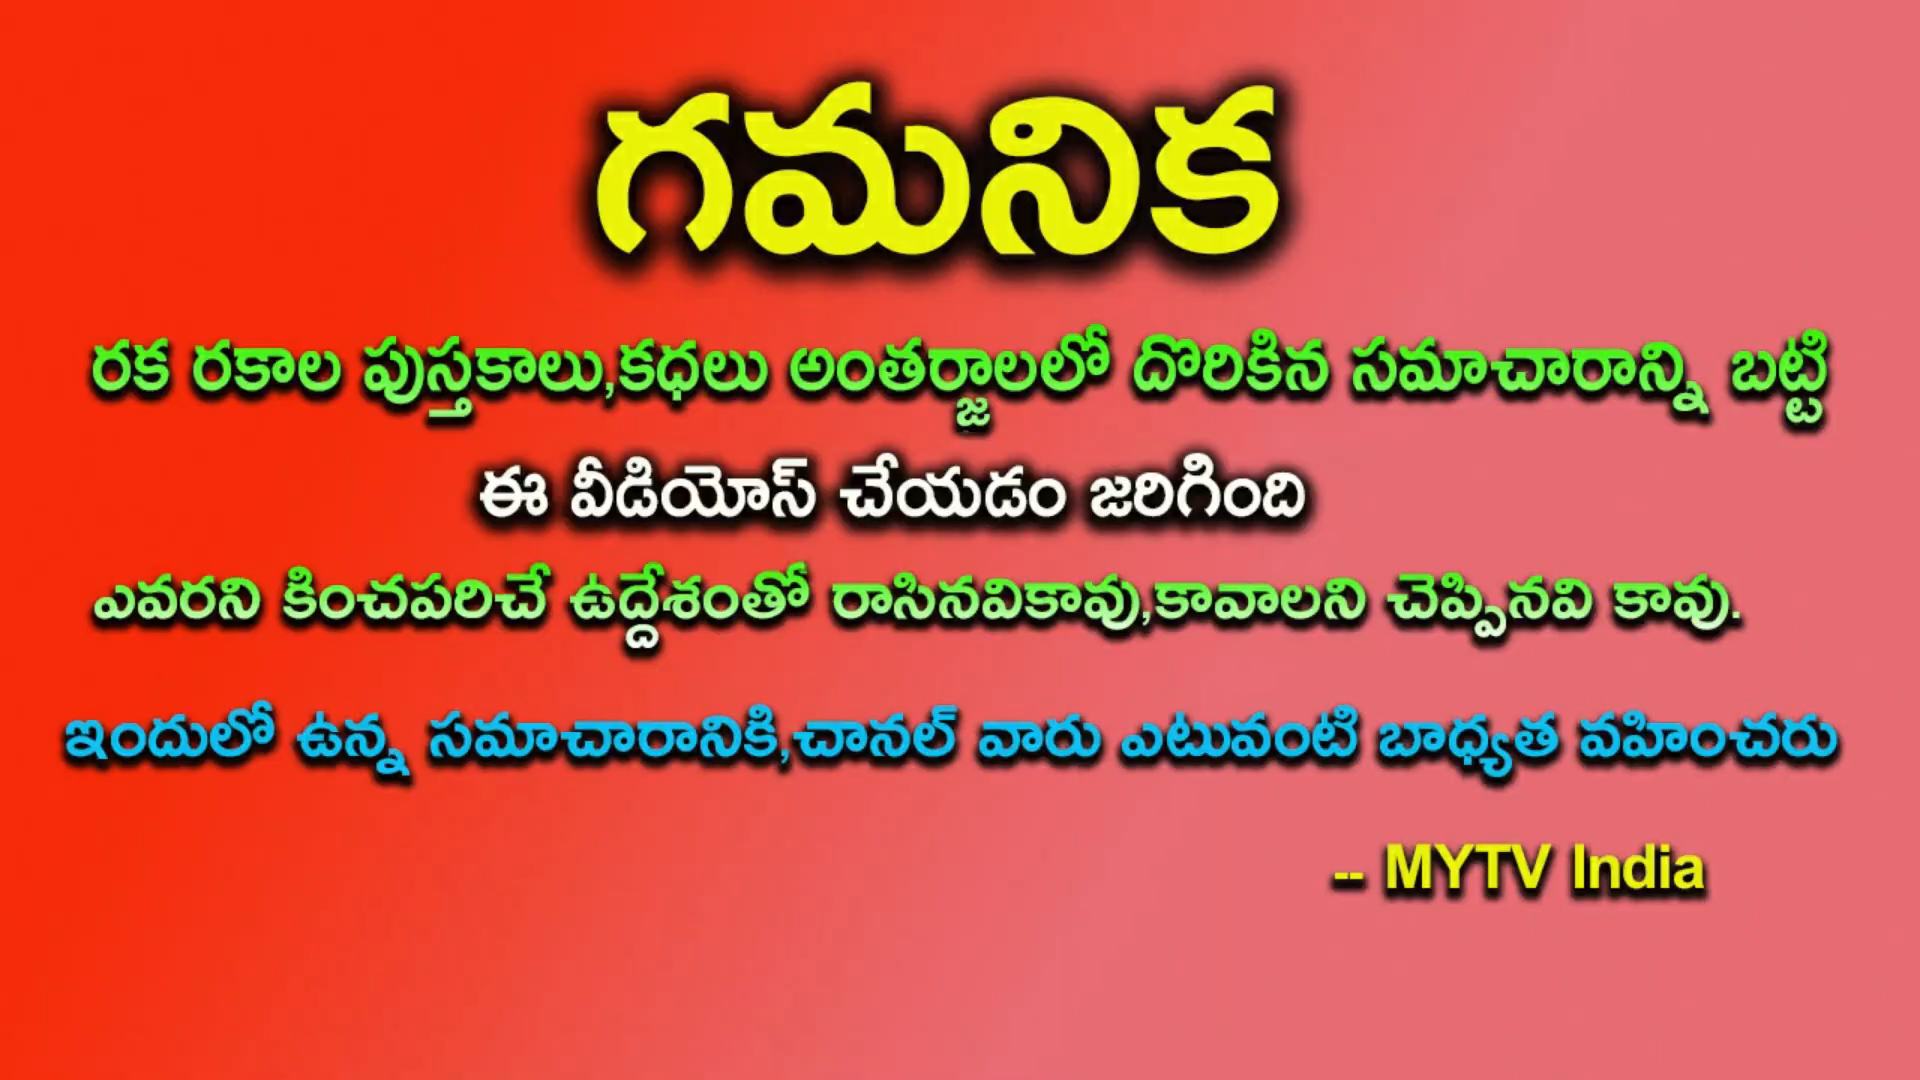 గమనిక
రక రకాల పుస్తకాలు,కధలు అంతర్జాలలో దొరికిన సమాచారాన్ని బట్టి
ఈ వీడియోస్ చేయడం జరిగింది
ఎవరని కించపరిచే ఉద్దేశంతో రాసినవికావు,కావాలని చెప్పినవి కావు.
ఇందులో ఉన్న సమాచారానికి,చానల్ వారు ఎటువంటి బాధ్యత వహించరు
-- MYTV India